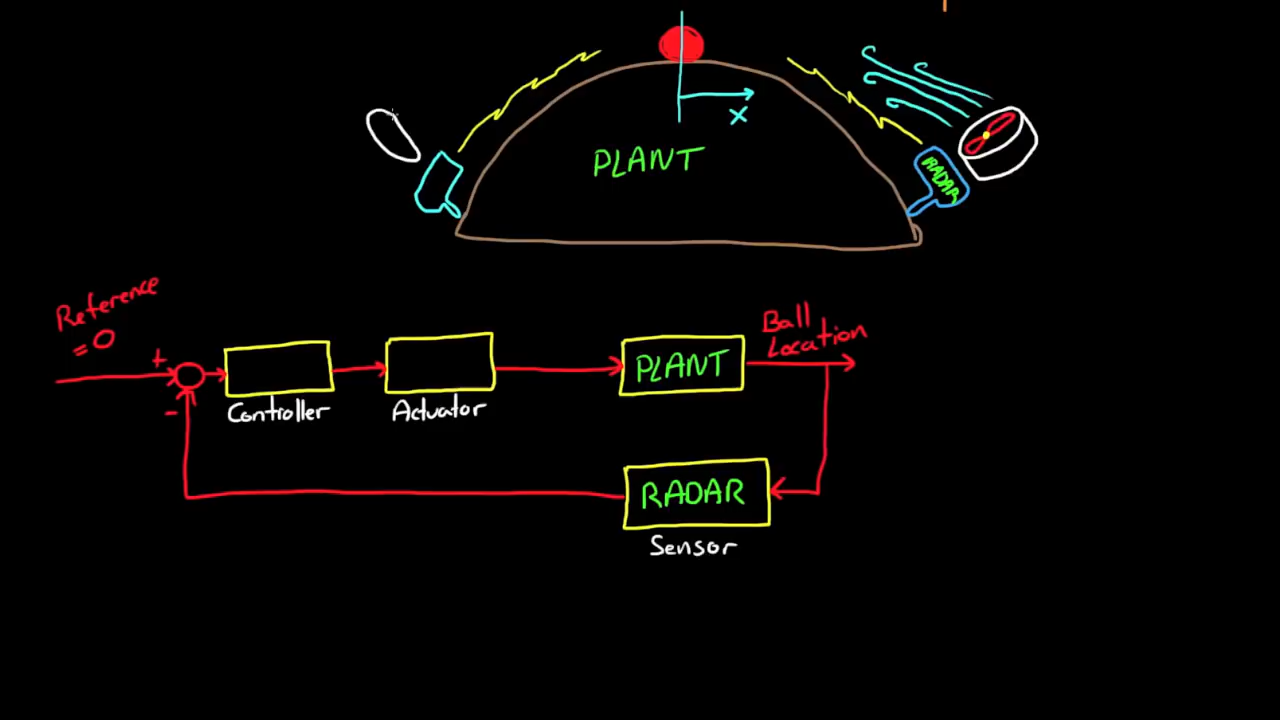 X
PLANT
RADAR
Reference
= 0
+
-
Controller
Actuator
PLANT
Ball
Location
RADAR
Sensor